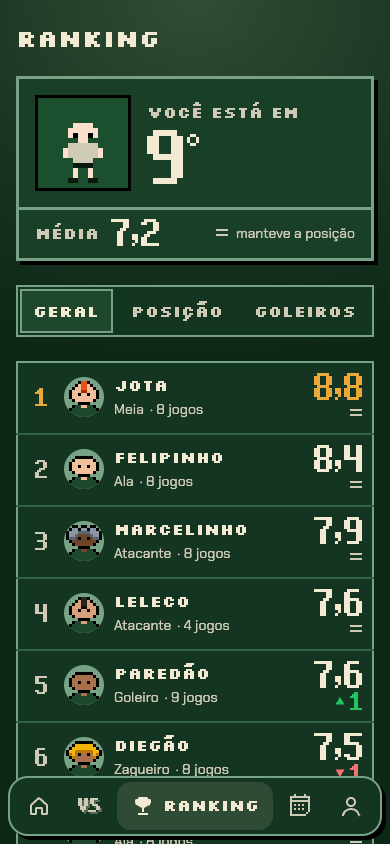 RANKING
VOCÊ ESTÁ EM
9°
MÉDIA 7,2 = manteve a posição
GERAL POSIÇÃO GOLEIROS
1 JOTA 8,8
Meia · 8 jogos =
2 FELIPINHO 8,4
Ala · 8 jogos =
3 MARCELINHO 7,9
Atacante · 8 jogos =
4 LELECO 7,6
Atacante · 4 jogos =
5 PAREDÃO 7,6
Goleiro · 9 jogos ▲1
6 DIEGÃO 7,5
Zagueiro · 8 jogos ▼1
VS RANKING
Ala · 8 jogos